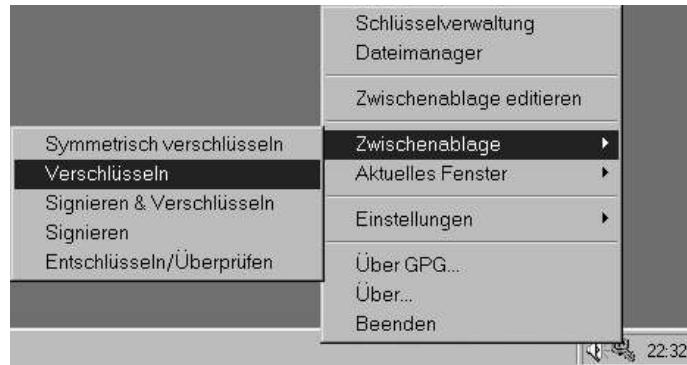 Schlüsselverwaltung
Dateimanager
Zwischenablage editieren
Zwischenablage
Aktuelles Fenster
Einstellungen
Über GPG...
Über...
Beenden
Symmetrisch verschlüsseln
Verschlüsseln
Signieren & Verschlüsseln
Signieren
Entschlüsseln/Überprüfen
22:32